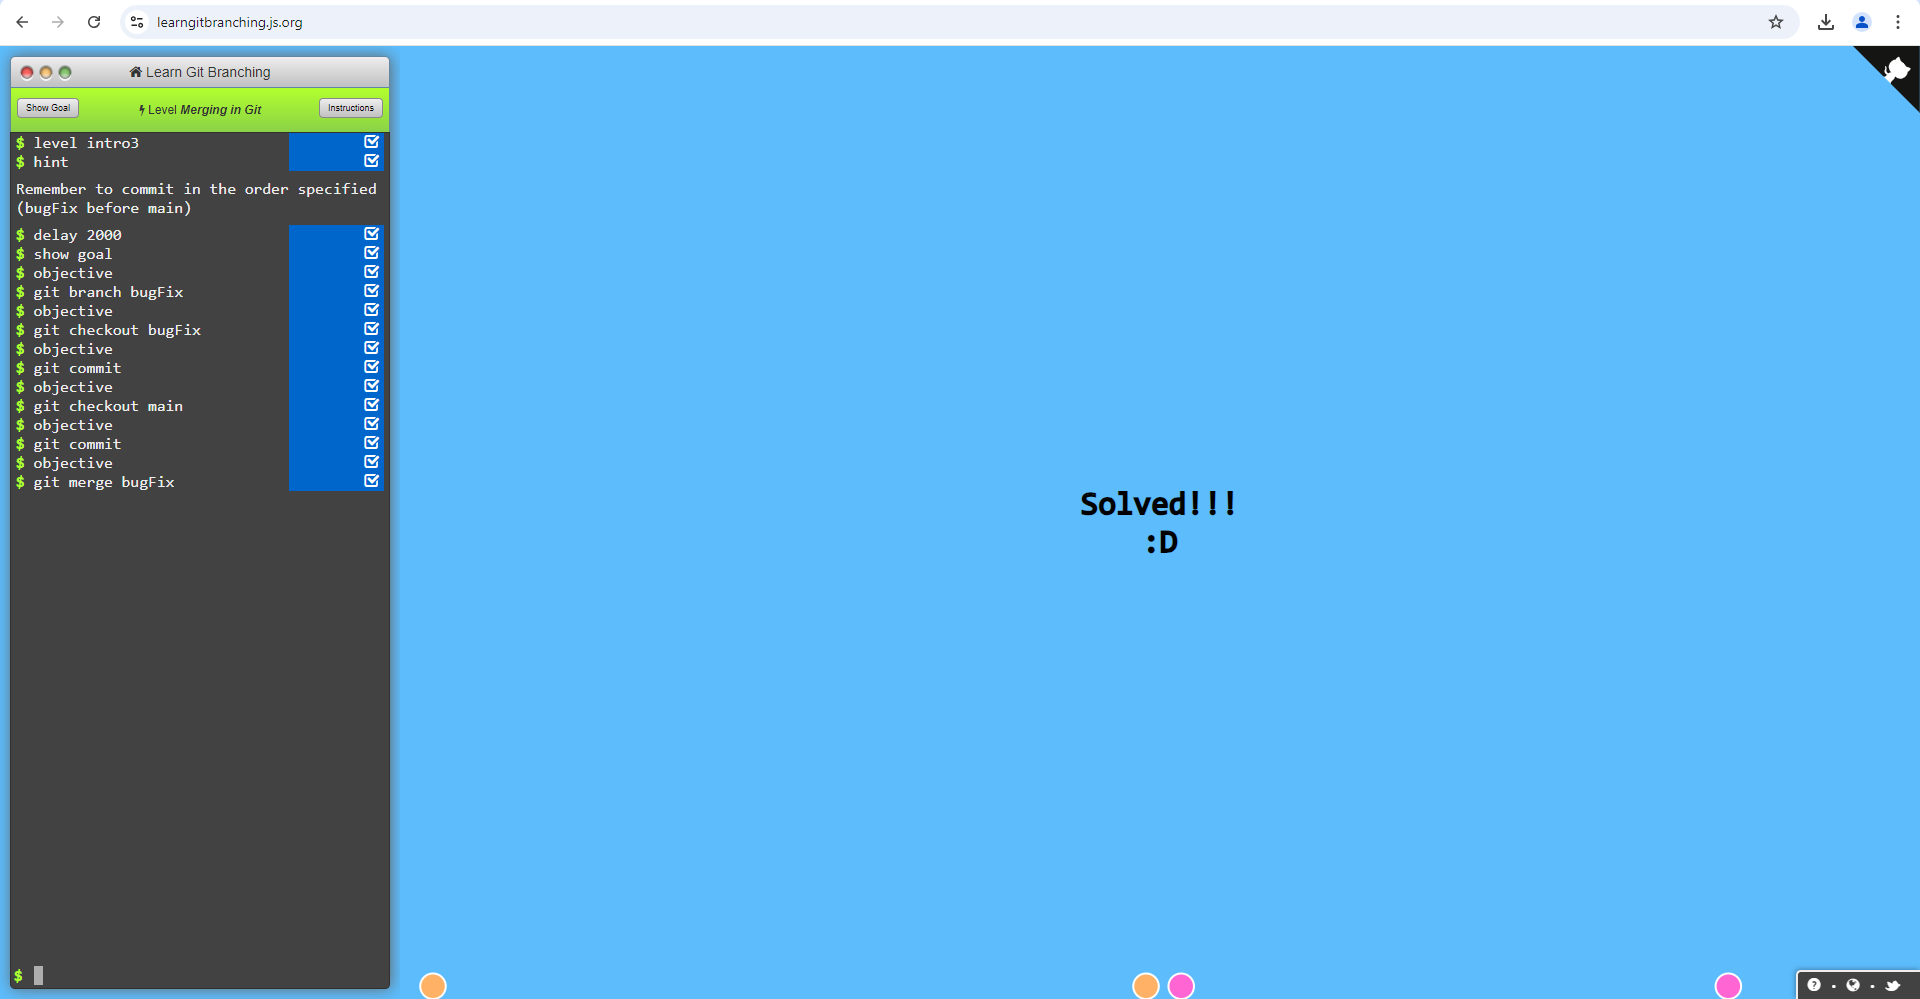 learngitbranching.js.org
Learn Git Branching
Show Goal
Level Merging in Git
Instructions
$ level intro3
$ hint
Remember to commit in the order specified
(bugFix before main)
$ delay 2000
$ show goal
$ objective
$ git branch bugFix
$ objective
$ git checkout bugFix
$ objective
$ git commit
$ objective
$ git checkout main
$ objective
$ git commit
$ objective
$ git merge bugFix
$
Solved!!!
:D